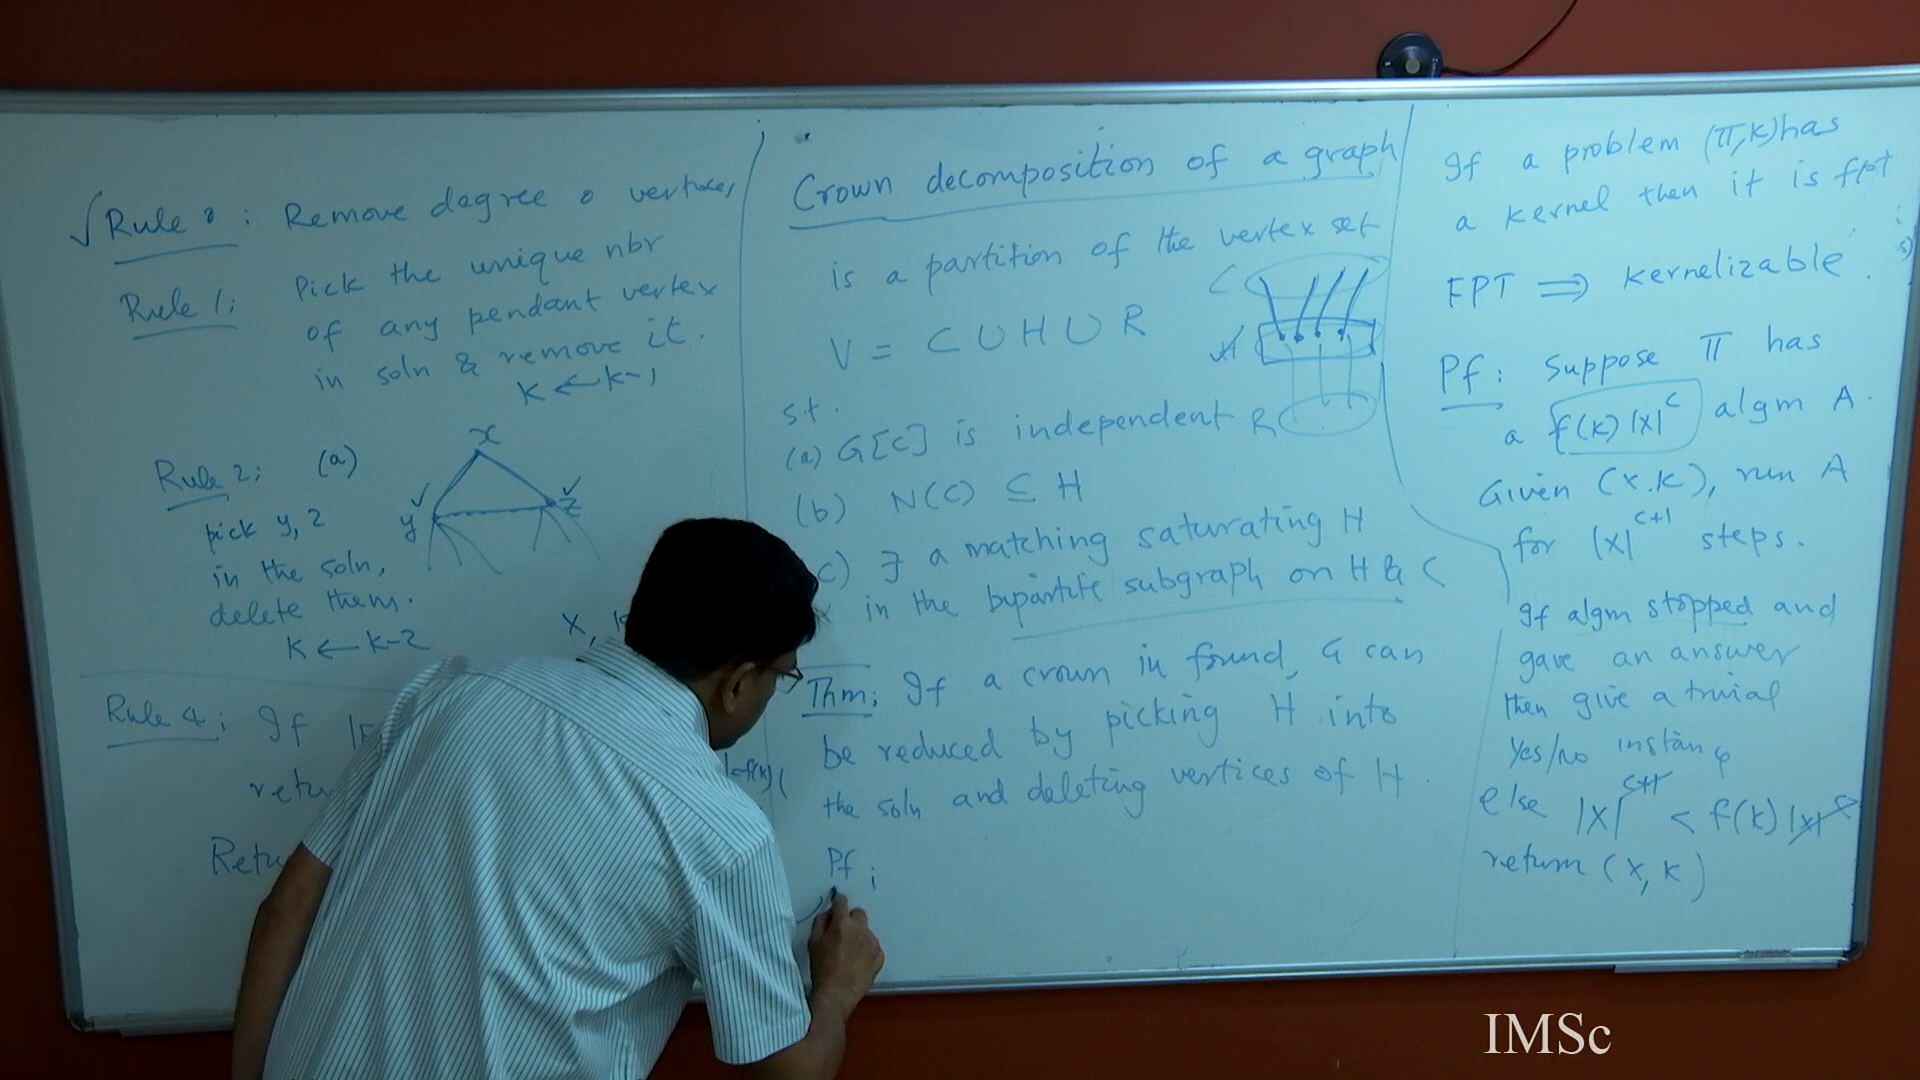 √ Rule 0 : Remove degree 0 vertices
Rule 1 : Pick the unique nbr
of any pendant vertex
in soln & remove it.
k ← k-1
Rule 2 : (a)
x
y
z
pick y, z
in the soln,
delete them.
k ← k-2
Rule 4 : If
Crown decomposition of a graph
is a partition of the vertex set
V = C ∪ H ∪ R
C
H
R
s.t.
(a) G[C] is independent
(b) N(C) ⊆ H
(c) ∃ a matching saturating H
in the bipartite subgraph on H & C
Thm : If a crown is found, G can
be reduced by picking H into
the soln and deleting vertices of H.
Pf :
If a problem (π,k) has
a kernel then it is fpt
FPT ⇒ kernelizable.
Pf : Suppose π has
a f(k) |x|^c algm A.
Given (x.k), run A
for |x|^c+1 steps.
If algm stopped and
gave an answer
then give a trivial
Yes/no instance
else |x|^c+1 < f(k) |x|^c
return (x, k)
IMSc